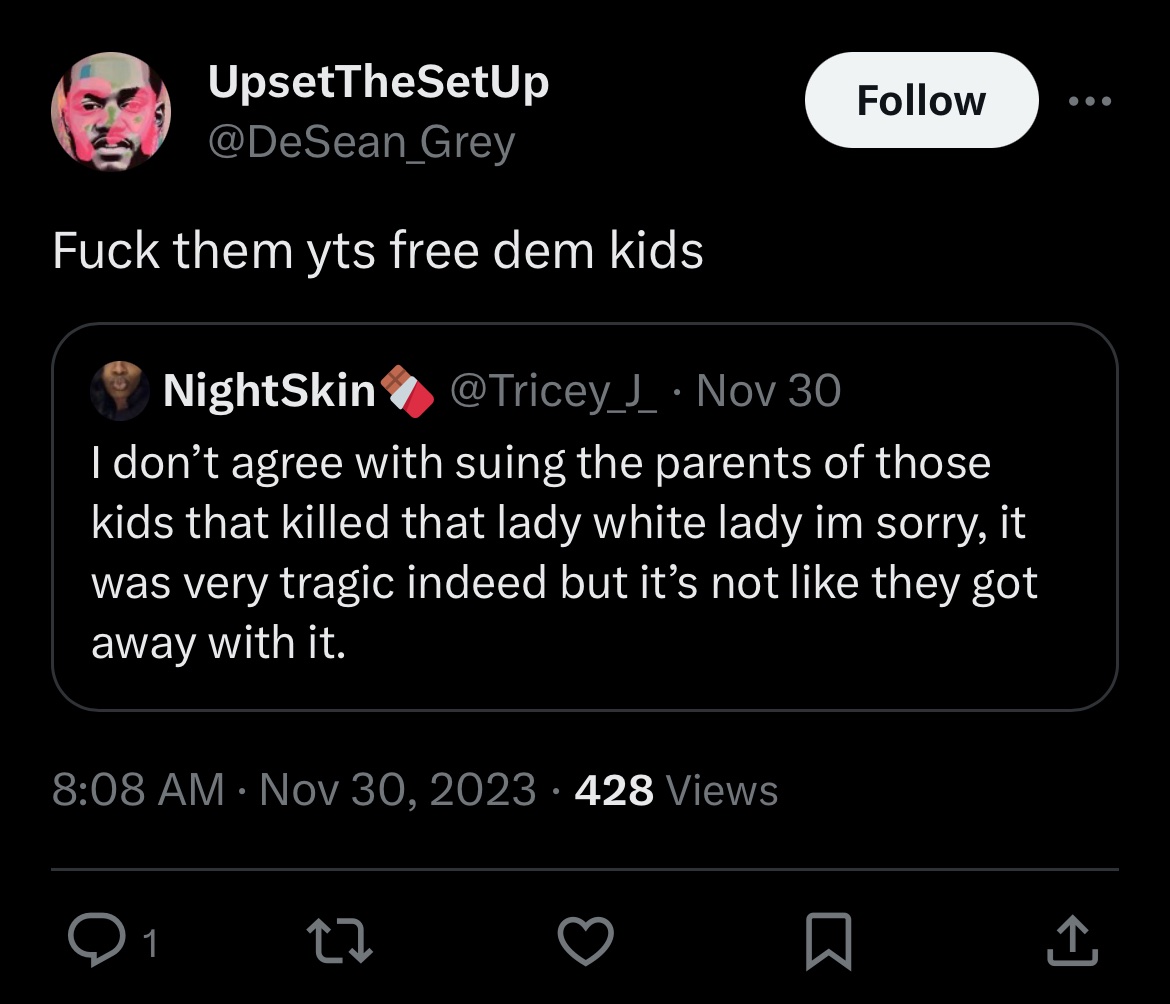 UpsetTheSetUp
Follow
@DeSean_Grey
Fuck them yts free dem kids
NightSkin🍫 @Tricey_J_ · Nov 30
I don’t agree with suing the parents of those
kids that killed that lady white lady im sorry, it
was very tragic indeed but it’s not like they got
away with it.
8:08 AM · Nov 30, 2023 · 428 Views
1